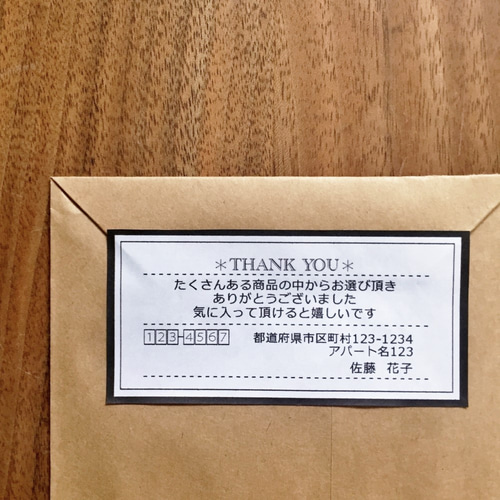 ＊THANK YOU＊
たくさんある商品の中からお選び頂き
ありがとうございました
気に入って頂けると嬉しいです
123-4567 都道府県市区町村123-1234
アパート名123
佐藤 花子